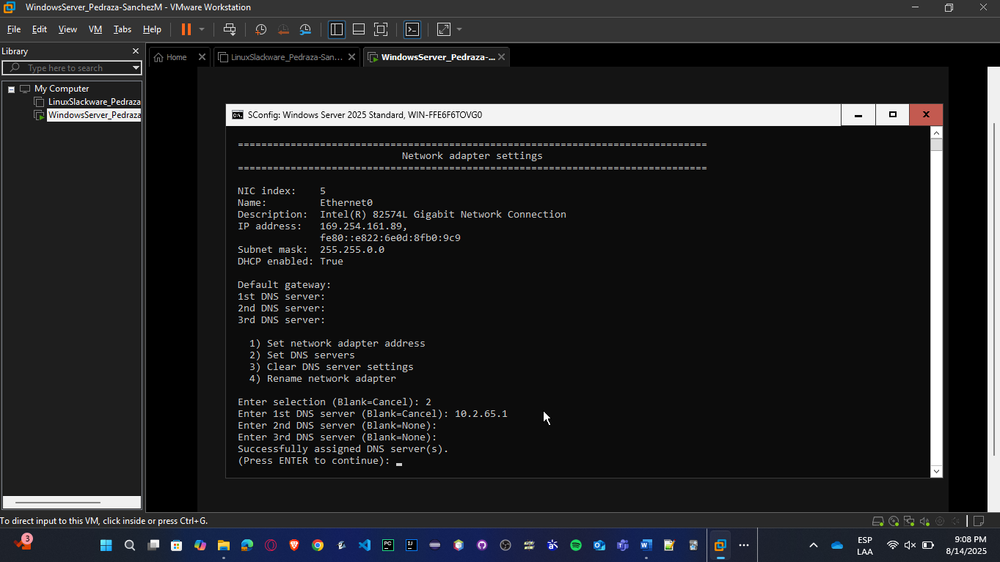 WindowsServer_Pedraza-SanchezM - VMware Workstation
File Edit View VM Tabs Help
Library
Type here to search
My Computer
LinuxSlackware_Pedraza
WindowsServer_Pedraza
Home
LinuxSlackware_Pedraza-San...
WindowsServer_Pedraza-...
SConfig: Windows Server 2025 Standard, WIN-FFE6F6TOVG0
================================================================================
Network adapter settings
================================================================================
NIC index: 5
Name: Ethernet0
Description: Intel(R) 82574L Gigabit Network Connection
IP address: 169.254.161.89,
fe80::e822:6e0d:8fb0:9c9
Subnet mask: 255.255.0.0
DHCP enabled: True
Default gateway:
1st DNS server:
2nd DNS server:
3rd DNS server:
1) Set network adapter address
2) Set DNS servers
3) Clear DNS server settings
4) Rename network adapter
Enter selection (Blank=Cancel): 2
Enter 1st DNS server (Blank=Cancel): 10.2.65.1
Enter 2nd DNS server (Blank=None):
Enter 3rd DNS server (Blank=None):
Successfully assigned DNS server(s).
(Press ENTER to continue):
To direct input to this VM, click inside or press Ctrl+G.
3
ESP
LAA
9:08 PM
8/14/2025